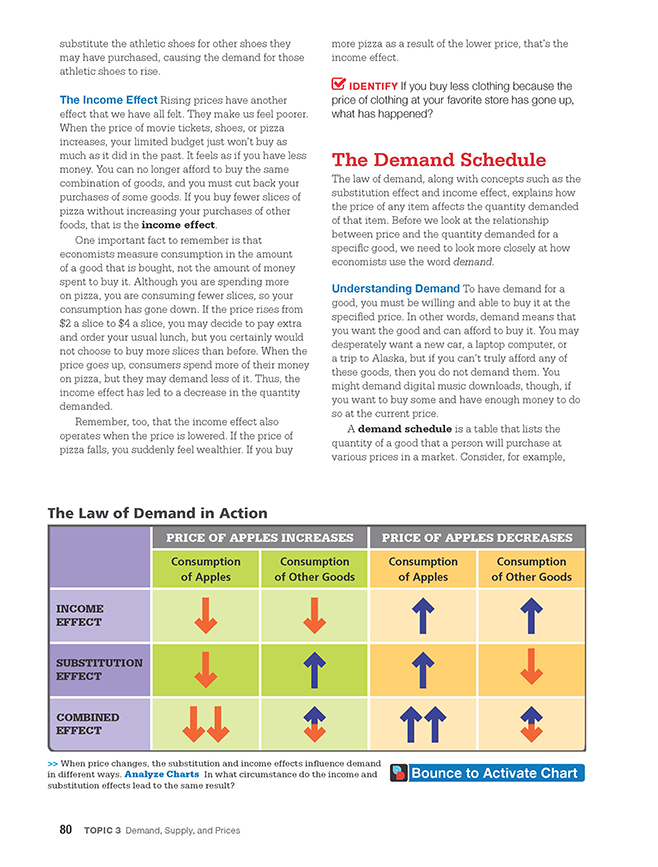 substitute the athletic shoes for other shoes they
may have purchased, causing the demand for those
athletic shoes to rise.
The Income Effect Rising prices have another
effect that we have all felt. They make us feel poorer.
When the price of movie tickets, shoes, or pizza
increases, your limited budget just won't buy as
much as it did in the past. It feels as if you have less
money. You can no longer afford to buy the same
combination of goods, and you must cut back your
purchases of some goods. If you buy fewer slices of
pizza without increasing your purchases of other
foods, that is the income effect.
One important fact to remember is that
economists measure consumption in the amount
of a good that is bought, not the amount of money
spent to buy it. Although you are spending more
on pizza, you are consuming fewer slices, so your
consumption has gone down. If the price rises from
$2 a slice to $4 a slice, you may decide to pay extra
and order your usual lunch, but you certainly would
not choose to buy more slices than before. When the
price goes up, consumers spend more of their money
on pizza, but they may demand less of it. Thus, the
income effect has led to a decrease in the quantity
demanded.
Remember, too, that the income effect also
operates when the price is lowered. If the price of
pizza falls, you suddenly feel wealthier. If you buy
more pizza as a result of the lower price, that's the
income effect.
IDENTIFY If you buy less clothing because the
price of clothing at your favorite store has gone up,
what has happened?
The Demand Schedule
The law of demand, along with concepts such as the
substitution effect and income effect, explains how
the price of any item affects the quantity demanded
of that item. Before we look at the relationship
between price and the quantity demanded for a
specific good, we need to look more closely at how
economists use the word demand.
Understanding Demand To have demand for a
good, you must be willing and able to buy it at the
specified price. In other words, demand means that
you want the good and can afford to buy it. You may
desperately want a new car, a laptop computer, or
a trip to Alaska, but if you can't truly afford any of
these goods, then you do not demand them. You
might demand digital music downloads, though, if
you want to buy some and have enough money to do
so at the current price.
A demand schedule is a table that lists the
quantity of a good that a person will purchase at
various prices in a market. Consider, for example,
The Law of Demand in Action
PRICE OF APPLES INCREASES PRICE OF APPLES DECREASES
Consumption Consumption Consumption Consumption
of Apples of Other Goods of Apples of Other Goods
INCOME
EFFECT
SUBSTITUTION
EFFECT
COMBINED
EFFECT
>> When price changes, the substitution and income effects influence demand
in different ways. Analyze Charts In what circumstance do the income and
substitution effects lead to the same result?
Bounce to Activate Chart
80 TOPIC 3 Demand, Supply, and Prices